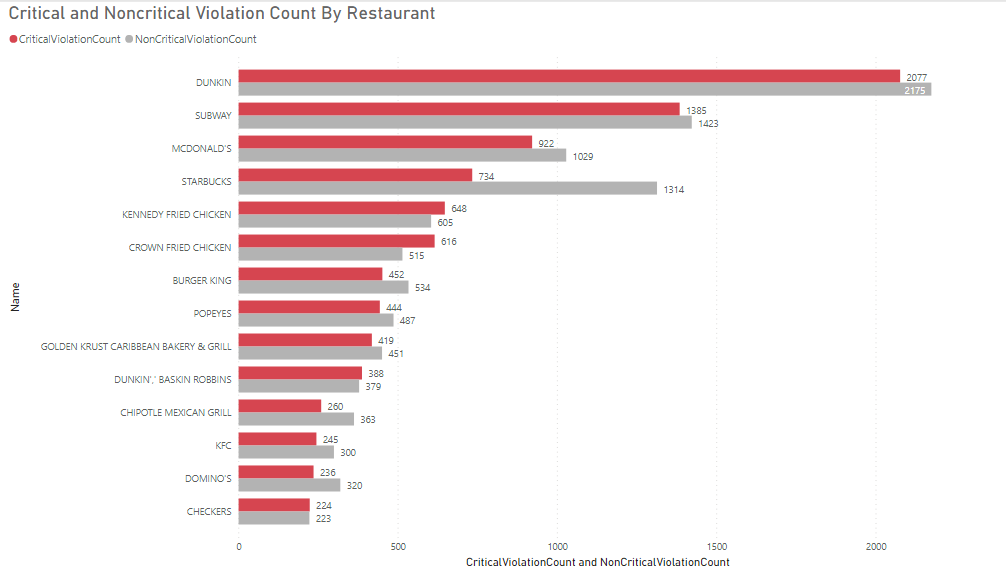 Critical and Noncritical Violation Count By Restaurant
CriticalViolationCount NonCriticalViolationCount
DUNKIN 2077
2175
SUBWAY 1385
1423
MCDONALD'S 922
1029
STARBUCKS 734
1314
KENNEDY FRIED CHICKEN 648
605
CROWN FRIED CHICKEN 616
515
BURGER KING 452
534
POPEYES 444
487
GOLDEN KRUST CARIBBEAN BAKERY & GRILL 419
451
DUNKIN',' BASKIN ROBBINS 388
379
CHIPOTLE MEXICAN GRILL 260
363
KFC 245
300
DOMINO'S 236
320
CHECKERS 224
223
Name
0 500 1000 1500 2000
CriticalViolationCount and NonCriticalViolationCount